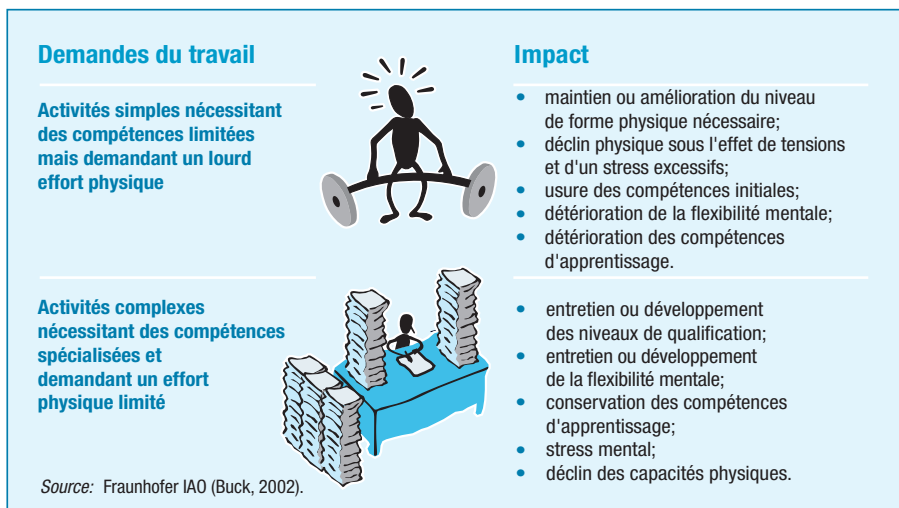 Demandes du travail
Impact
Activités simples nécessitant
des compétences limitées
mais demandant un lourd
effort physique
• maintien ou amélioration du niveau
de forme physique nécessaire;
• déclin physique sous l'effet de tensions
et d'un stress excessifs;
• usure des compétences initiales;
• détérioration de la flexibilité mentale;
• détérioration des compétences
d'apprentissage.
Activités complexes
nécessitant des compétences
spécialisées et
demandant un effort
physique limité
• entretien ou développement
des niveaux de qualification;
• entretien ou développement
de la flexibilité mentale;
• conservation des compétences
d'apprentissage;
• stress mental;
• déclin des capacités physiques.
Source: Fraunhofer IAO (Buck, 2002).